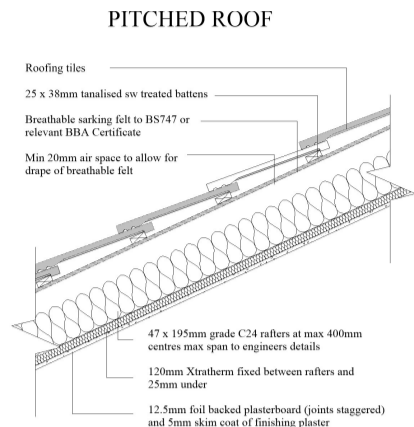 PITCHED ROOF
Roofing tiles
25 x 38mm tanalised sw treated battens
Breathable sarking felt to BS747 or
relevant BBA Certificate
Min 20mm air space to allow for
drape of breathable felt
47 x 195mm grade C24 rafters at max 400mm
centres max span to engineers details
120mm Xtratherm fixed between rafters and
25mm under
12.5mm foil backed plasterboard (joints staggered)
and 5mm skim coat of finishing plaster